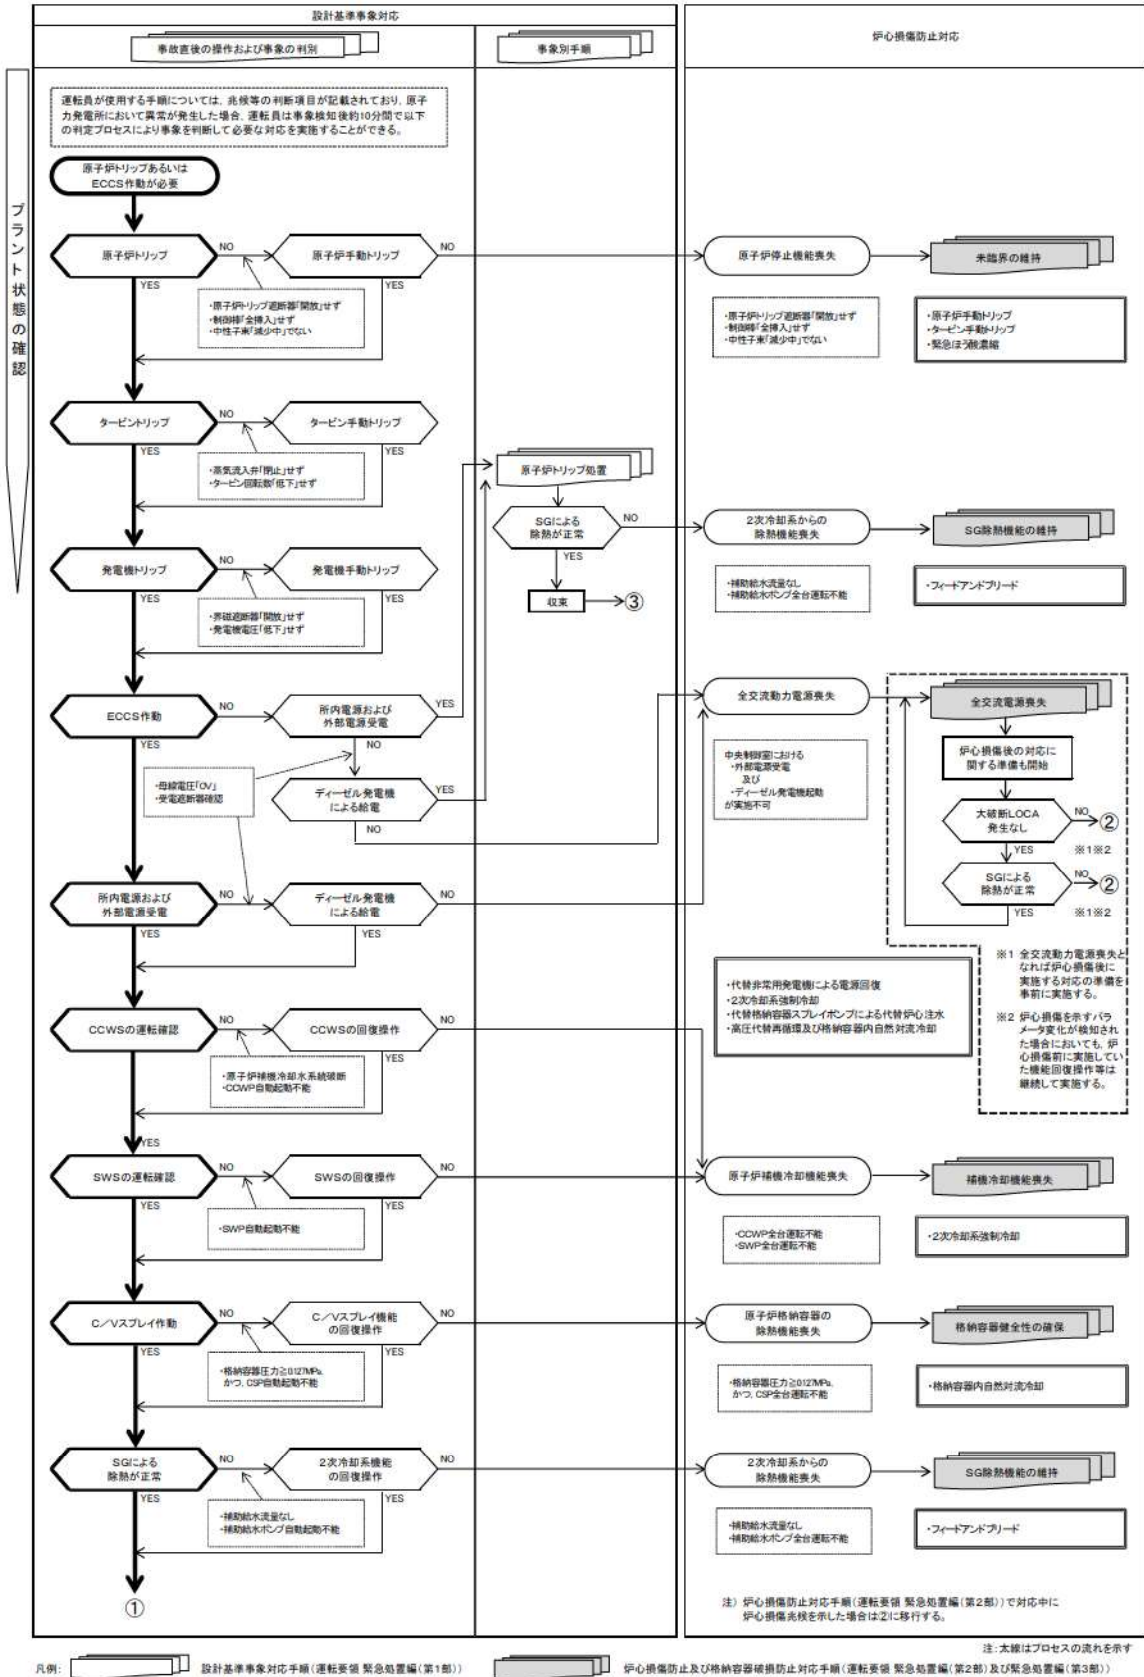 設計基準事象対応
事故直後の操作および事象の判別
事象別手順
炉心損傷防止対応
プラント状態の確認
運転員が使用する手順については、兆候等の判断項目が記載されており、原子
力発電所において異常が発生した場合、運転員は事象検知後約10分間で以下
の判定プロセスにより事象を判断して必要な対応を実施することができる。
原子炉トリップあるいは
ECCS作動が必要
原子炉トリップ
NO
原子炉手動トリップ
NO
原子炉停止機能喪失
未臨界の維持
YES
YES
・原子炉トリップ遮断器「開放」せず
・制御棒「全挿入」せず
・中性子束「減少中」でない
・原子炉トリップ遮断器「開放」せず
・制御棒「全挿入」せず
・中性子束「減少中」でない
・原子炉手動トリップ
・タービン手動トリップ
・緊急ほう酸濃縮
タービントリップ
NO
タービン手動トリップ
YES
YES
・蒸気流入弁「閉止」せず
・タービン回転数「低下」せず
原子炉トリップ処置
SGによる
除熱が正常
NO
YES
収束
③
2次冷却系からの
除熱機能喪失
SG除熱機能の維持
・補助給水流量なし
・補助給水ポンプ全台運転不能
・フィードアンドブリード
発電機トリップ
NO
発電機手動トリップ
YES
YES
・界磁遮断器「開放」せず
・発電機電圧「低下」せず
ECCS作動
NO
所内電源および
外部電源受電
YES
YES
NO
・母線電圧「0V」
・受電遮断器確認
ディーゼル発電機
による給電
YES
NO
全交流動力電源喪失
全交流電源喪失
中央制御室における
・外部電源受電
及び
・ディーゼル発電機起動
が実施不可
炉心損傷後の対応に
関する準備も開始
大破断LOCA
発生なし
NO
②
YES
※1※2
SGによる
除熱が正常
NO
②
YES
※1※2
所内電源および
外部電源受電
NO
ディーゼル発電機
による給電
NO
YES
YES
・代替非常用発電機による電源回復
・2次冷却系強制冷却
・代替格納容器スプレイポンプによる代替炉心注水
・高圧代替再循環及び格納容器内自然対流冷却
※1 全交流動力電源喪失と
なれば炉心損傷後に
実施する対応の準備を
事前に実施する。
※2 炉心損傷を示すパラ
メータ変化が検知され
た場合においても、炉
心損傷前に実施してい
た機能回復操作等は
継続して実施する。
CCWSの運転確認
NO
CCWSの回復操作
NO
・原子炉補機冷却水系統破断
・CCWP自動起動不能
YES
YES
SWSの運転確認
NO
SWSの回復操作
NO
原子炉補機冷却機能喪失
補機冷却機能喪失
YES
YES
・SWP自動起動不能
・CCWP全台運転不能
・SWP全台運転不能
・2次冷却系強制冷却
C／Vスプレイ作動
NO
C／Vスプレイ機能
の回復操作
NO
原子炉格納容器の
除熱機能喪失
格納容器健全性の確保
YES
YES
・格納容器圧力≧0.127MPa、
かつ、CSP自動起動不能
・格納容器圧力≧0.127MPa、
かつ、CSP全台運転不能
・格納容器内自然対流冷却
SGによる
除熱が正常
NO
2次冷却系機能
の回復操作
NO
2次冷却系からの
除熱機能喪失
SG除熱機能の維持
YES
YES
・補助給水流量なし
・補助給水ポンプ自動起動不能
・補助給水流量なし
・補助給水ポンプ全台運転不能
・フィードアンドブリード
①
注）炉心損傷防止対応手順（運転要領 緊急処置編（第2部））で対応中に
炉心損傷兆候を示した場合は②に移行する。
注：太線はプロセスの流れを示す
凡例：
設計基準事象対応手順（運転要領 緊急処置編（第1部））
炉心損傷防止及び格納容器破損防止対応手順（運転要領 緊急処置編（第2部）及び緊急処置編（第3部））